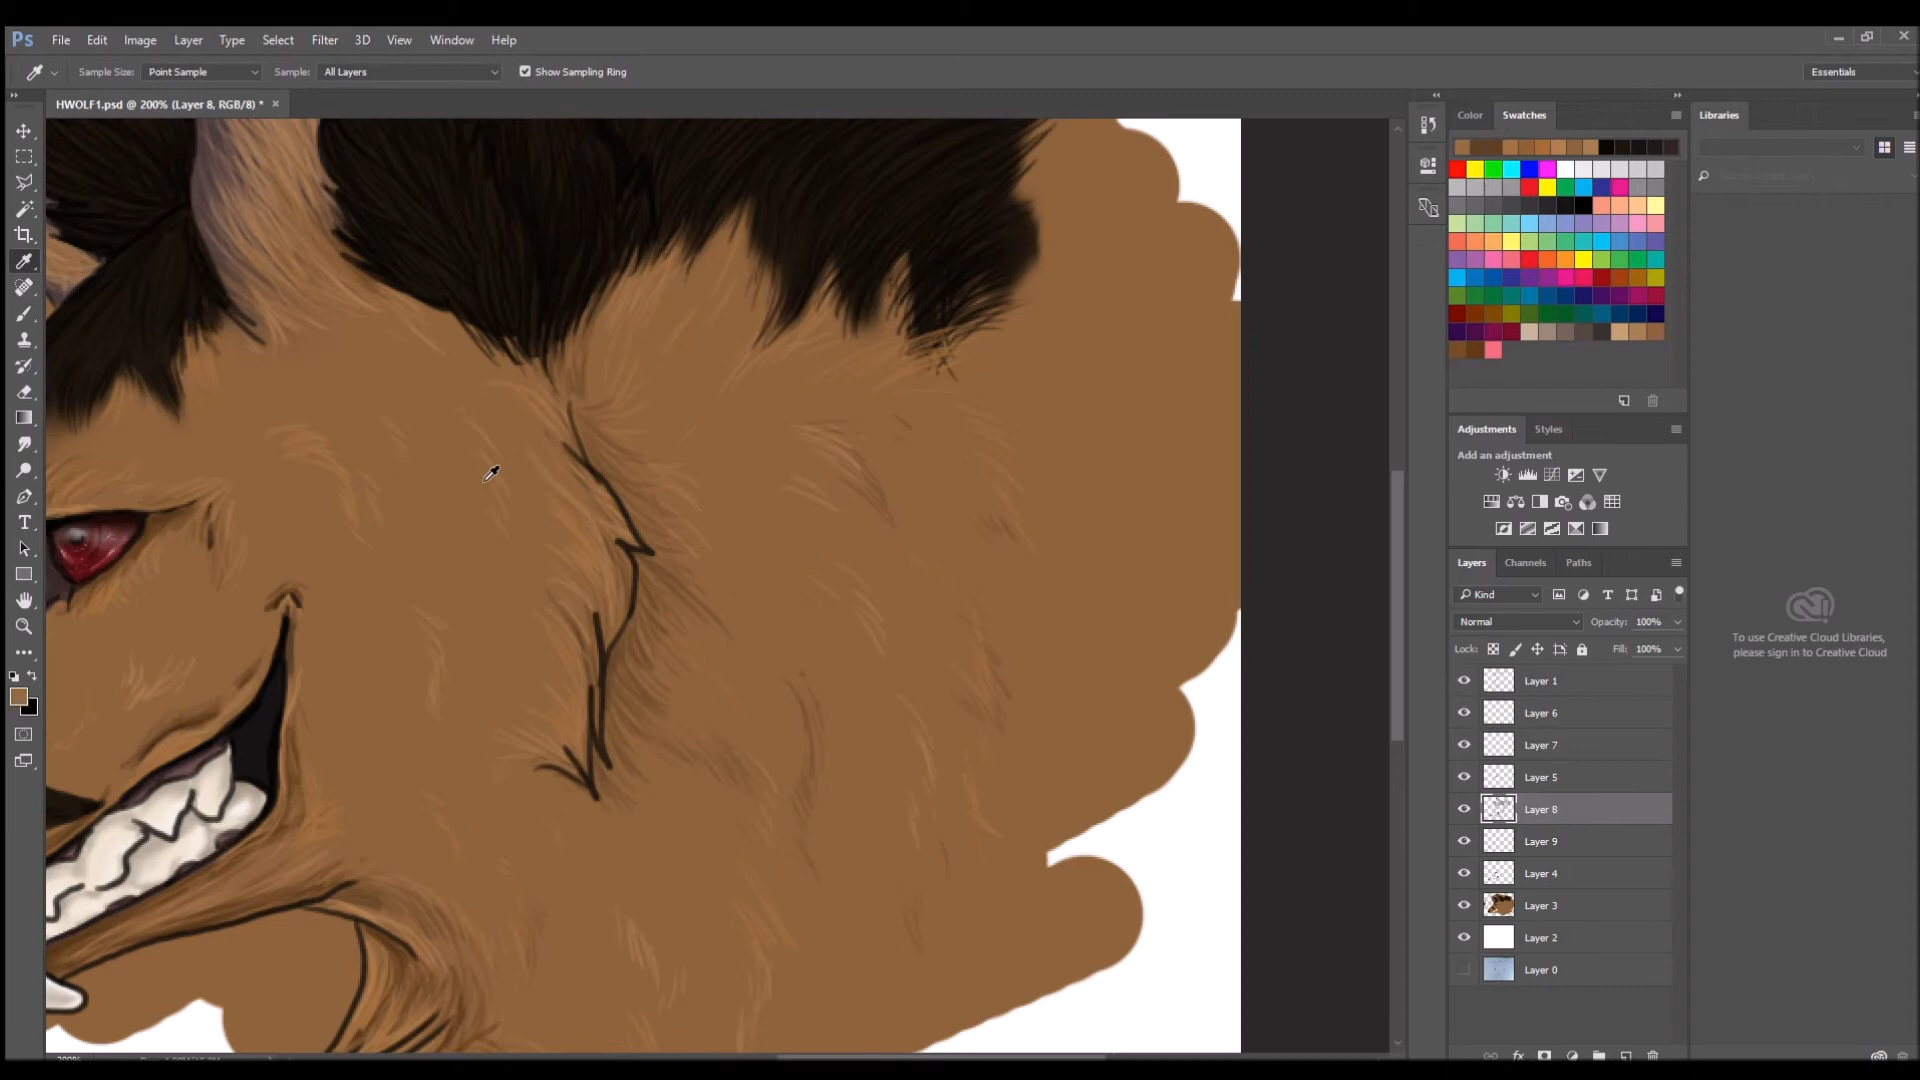 Ps File Edit Image Layer Type Select Filter 3D View Window Help
Sample Size: Point Sample Sample: All Layers Show Sampling Ring Essentials
HWOLF1.psd @ 200% (Layer 8, RGB/8) *
Color Swatches Libraries
Adjustments Styles
Add an adjustment
Layers Channels Paths
Kind
Normal Opacity: 100%
Lock: Fill: 100%
To use Creative Cloud Libraries,
please sign in to Creative Cloud
Layer 1
Layer 6
Layer 7
Layer 5
Layer 8
Layer 9
Layer 4
Layer 3
Layer 2
Layer 0